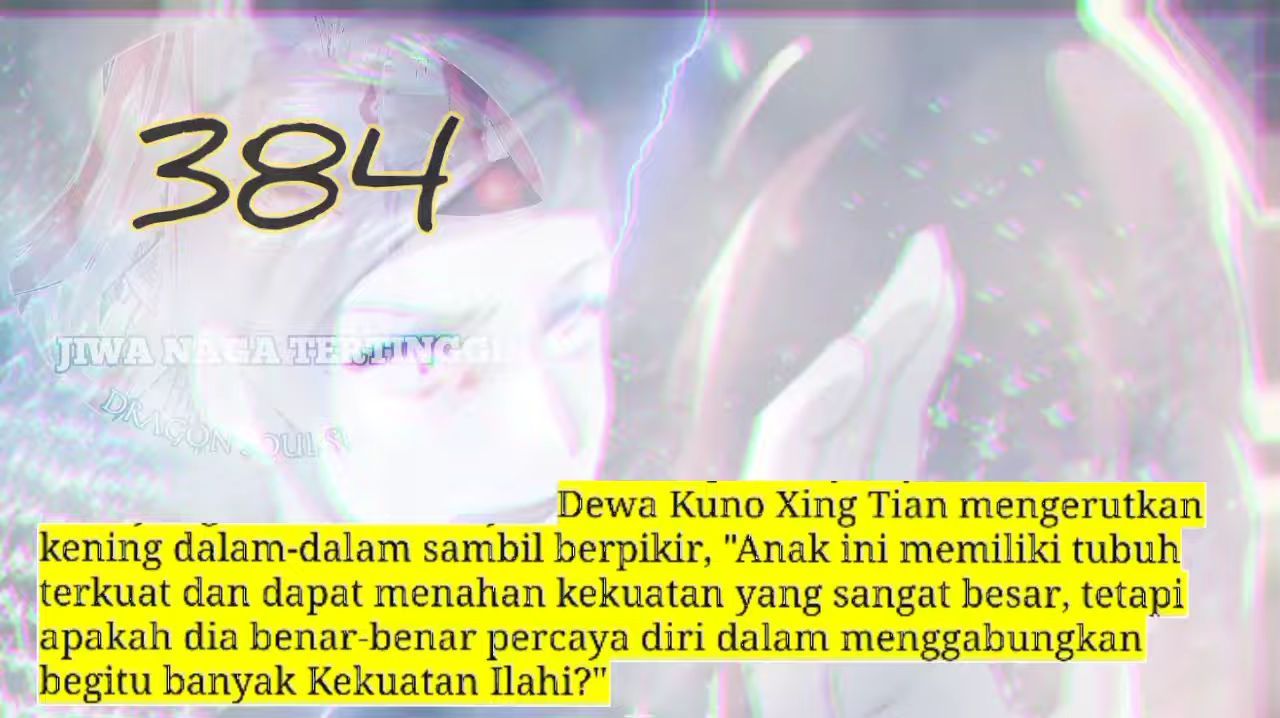 384
JIWA NAGA TERTINGGI
DRAGON SOULS
Dewa Kuno Xing Tian mengerutkan
kening dalam-dalam sambil berpikir, "Anak ini memiliki tubuh
terkuat dan dapat menahan kekuatan yang sangat besar, tetapi
apakah dia benar-benar percaya diri dalam menggabungkan
begitu banyak Kekuatan Ilahi?"